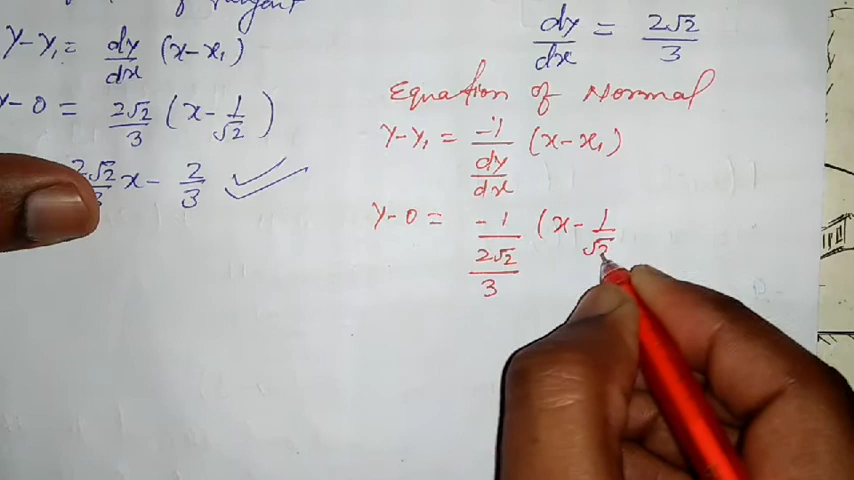 of
y-y₁ = dy/dx (x-x₁)
y-0 = 2√2/3 (x - 1/√2)
2√2/3 x - 2/3
dy/dx = 2√2/3
Equation of Normal
y-y₁ = -1/(dy/dx) (x-x₁)
y-0 = -1/(2√2/3) (x - 1/√2